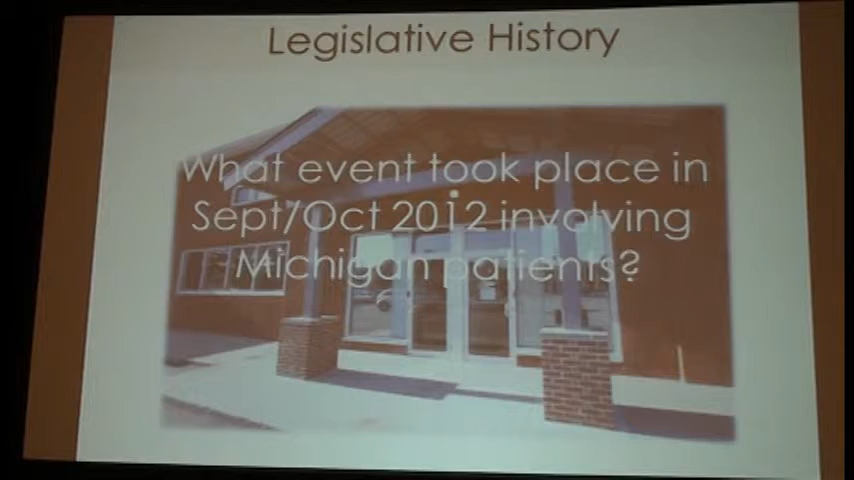 Legislative History
What event took place in
Sept/Oct 2012 involving
Michigan patients?